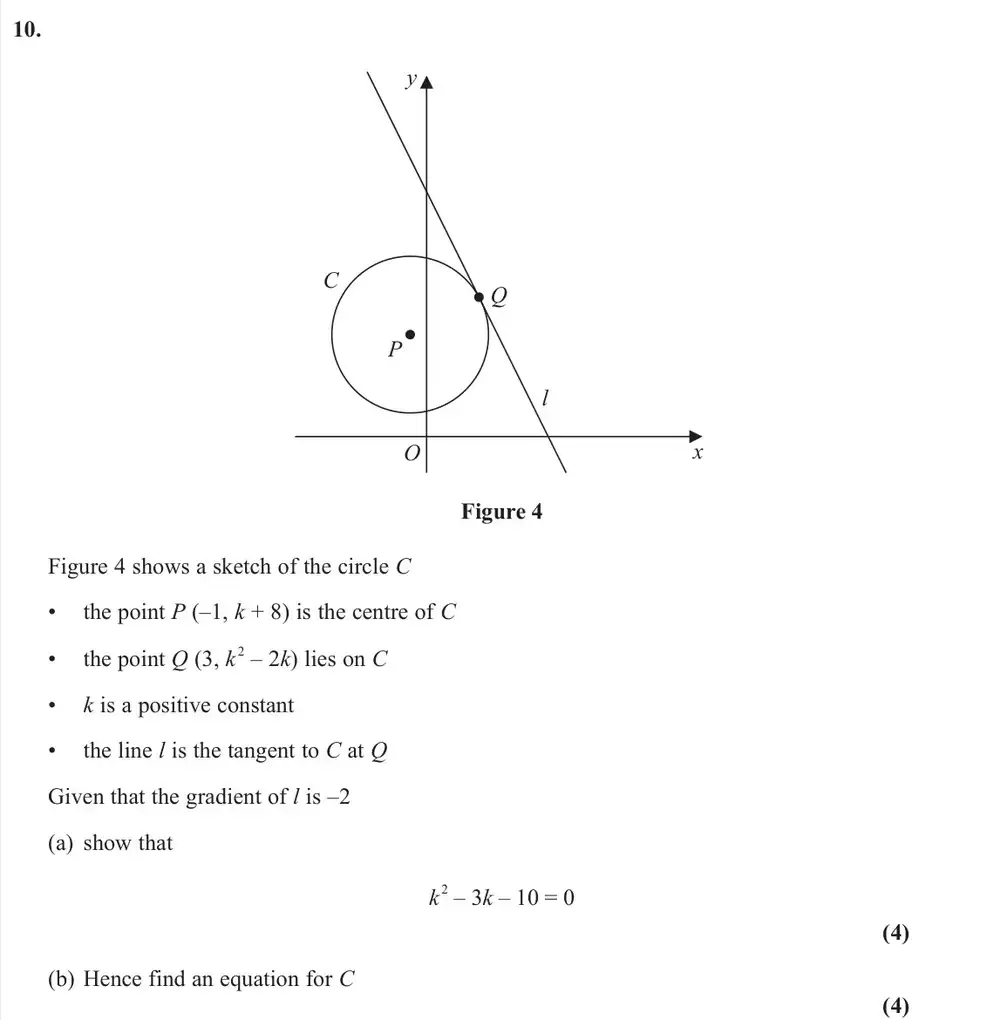 10.
y
C
Q
P
l
O
x
Figure 4
Figure 4 shows a sketch of the circle C
• the point P (–1, k + 8) is the centre of C
• the point Q (3, k² – 2k) lies on C
• k is a positive constant
• the line l is the tangent to C at Q
Given that the gradient of l is –2
(a) show that
k² – 3k – 10 = 0
(4)
(b) Hence find an equation for C
(4)